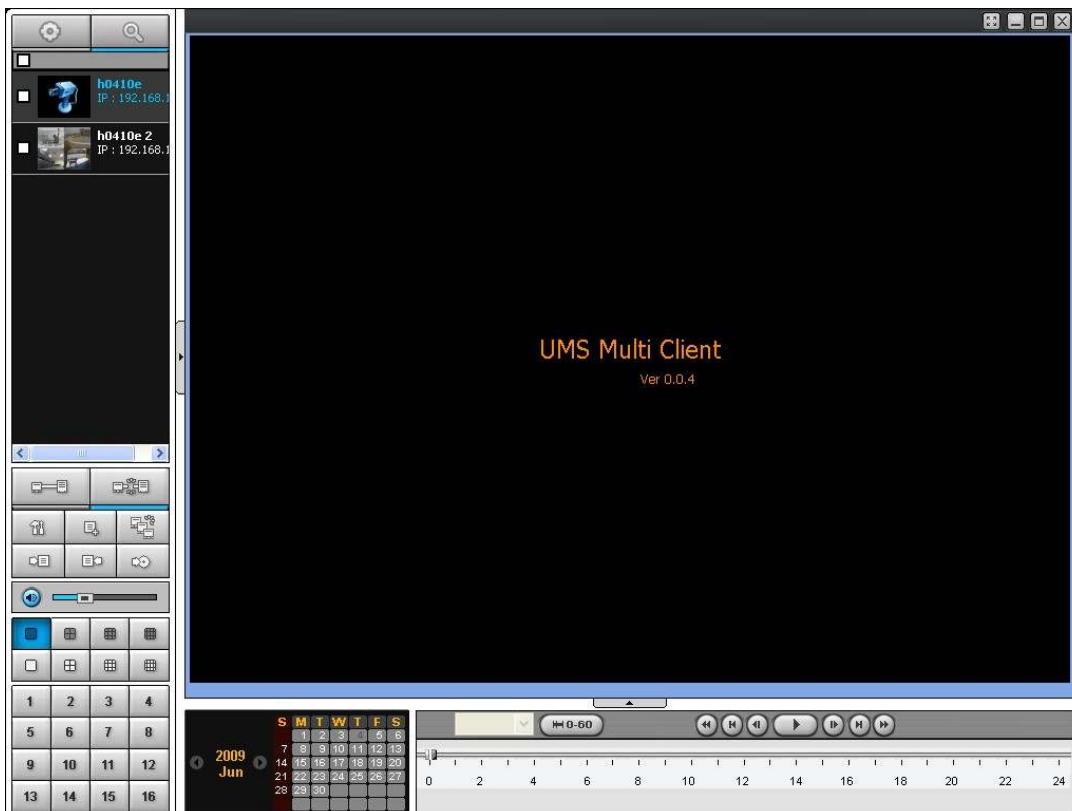 h0410e
IP : 192.168.1
h0410e 2
IP : 192.168.1
UMS Multi Client
Ver 0.0.4
1 2 3 4
5 6 7 8
9 10 11 12
13 14 15 16
2009
Jun
S M T W T F S
1 2 3 4 5 6
7 8 9 10 11 12 13
14 15 16 17 18 19 20
21 22 23 24 25 26 27
28 29 30
0-60
0 2 4 6 8 10 12 14 16 18 20 22 24